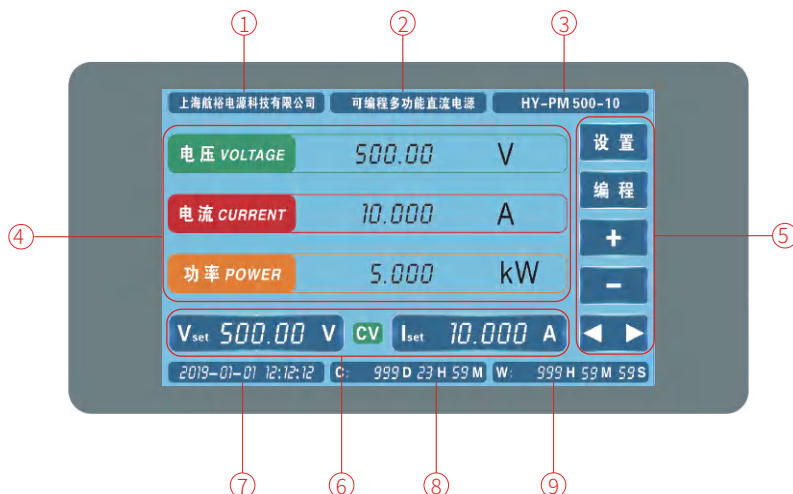 ① ② ③
上海航裕电源科技有限公司 可编程多功能直流电源 HY-PM 500-10
电压 VOLTAGE 500.00 V
设置
编程
电流 CURRENT 10.000 A
④ ⑤
+
功率 POWER 5.000 kW
-
Vset 500.00 V CV Iset 10.000 A ◀ ▶
2019-01-01 12:12:12 C: 999 D 23 H 59 M W: 999 H 59 M 59 S
⑦ ⑥ ⑧ ⑨